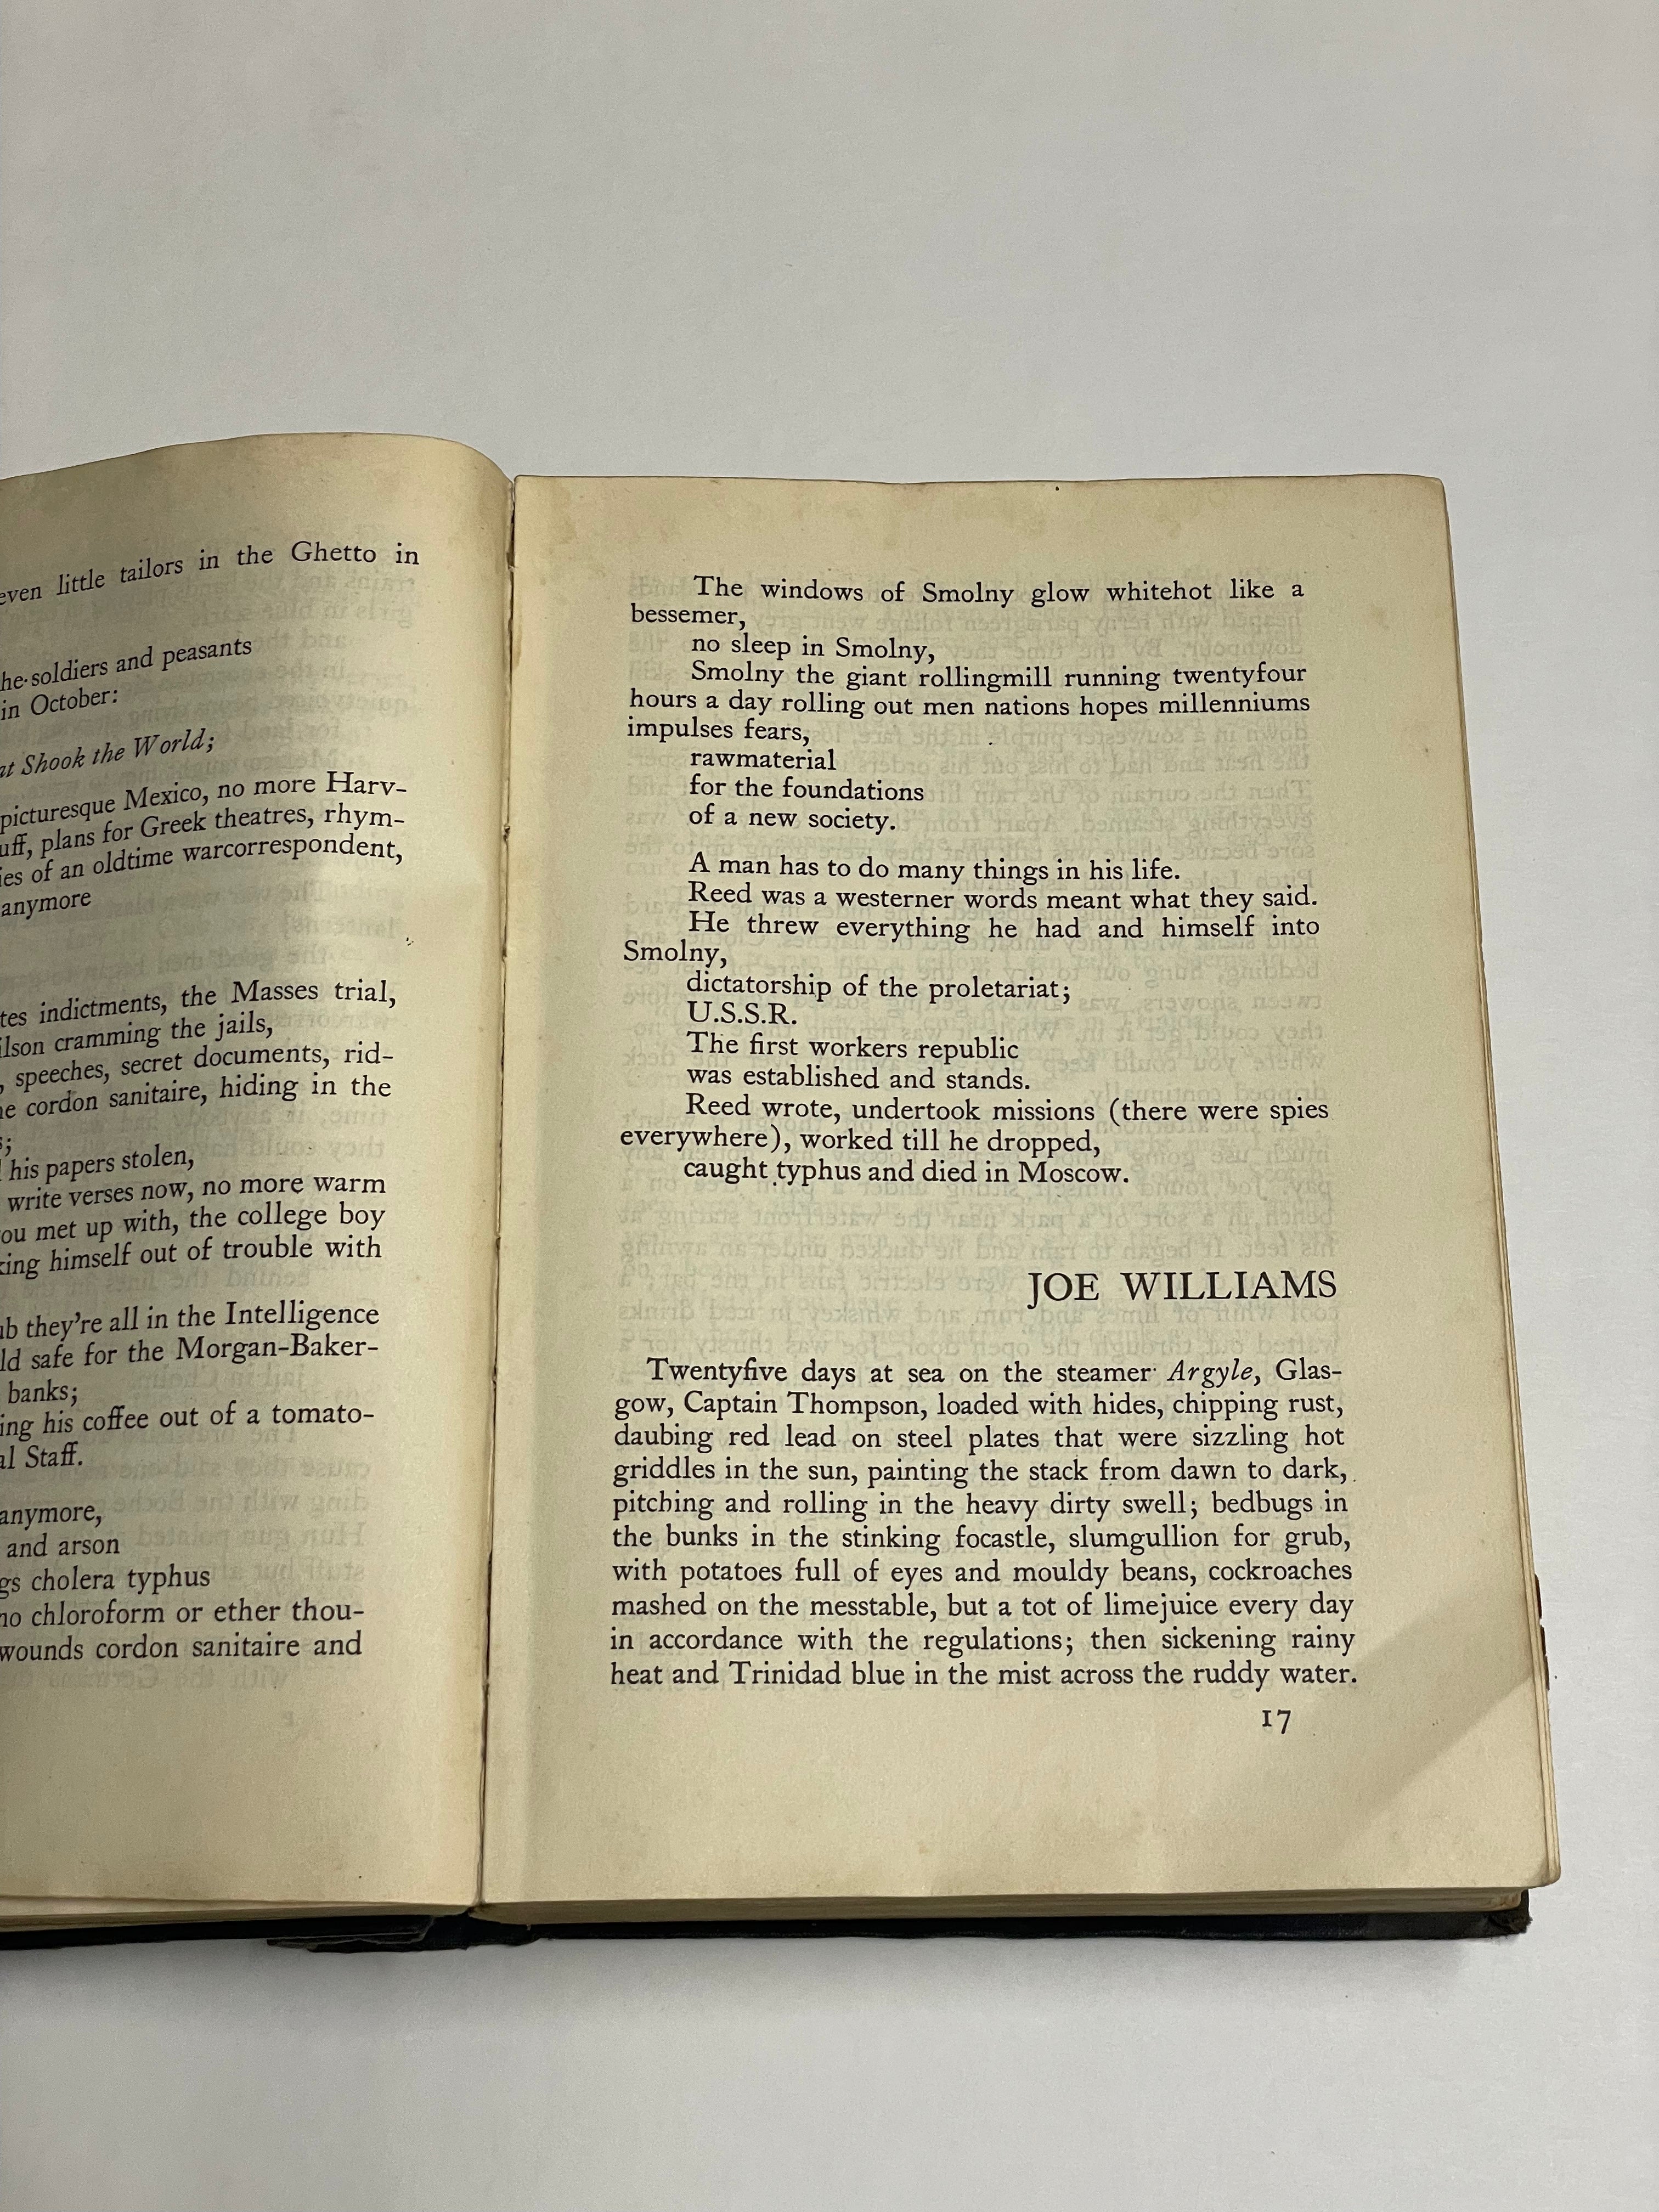 even little tailors in the Ghetto in
he soldiers and peasants
in October:
Shook the World;
picturesque Mexico, no more Harv-
uff, plans for Greek theatres, rhym-
ies of an oldtime warcorrespondent,
anymore
tes indictments, the Masses trial,
ilson cramming the jails,
, speeches, secret documents, rid-
he cordon sanitaire, hiding in the
his papers stolen,
write verses now, no more warm
ou met up with, the college boy
king himself out of trouble with
ub they're all in the Intelligence
ld safe for the Morgan-Baker-
banks;
ing his coffee out of a tomato-
al Staff.
anymore,
and arson
gs cholera typhus
no chloroform or ether thou-
wounds cordon sanitaire and
The windows of Smolny glow whitehot like a
bessemer,
no sleep in Smolny,
Smolny the giant rollingmill running twentyfour
hours a day rolling out men nations hopes millenniums
impulses fears,
rawmaterial
for the foundations
of a new society.
A man has to do many things in his life.
Reed was a westerner words meant what they said.
He threw everything he had and himself into
Smolny,
dictatorship of the proletariat;
U.S.S.R.
The first workers republic
was established and stands.
Reed wrote, undertook missions (there were spies
everywhere), worked till he dropped,
caught typhus and died in Moscow.
JOE WILLIAMS
Twentyfive days at sea on the steamer Argyle, Glas-
gow, Captain Thompson, loaded with hides, chipping rust,
daubing red lead on steel plates that were sizzling hot
griddles in the sun, painting the stack from dawn to dark,
pitching and rolling in the heavy dirty swell; bedbugs in
the bunks in the stinking focastle, slumgullion for grub,
with potatoes full of eyes and mouldy beans, cockroaches
mashed on the messtable, but a tot of limejuice every day
in accordance with the regulations; then sickening rainy
heat and Trinidad blue in the mist across the ruddy water.
17